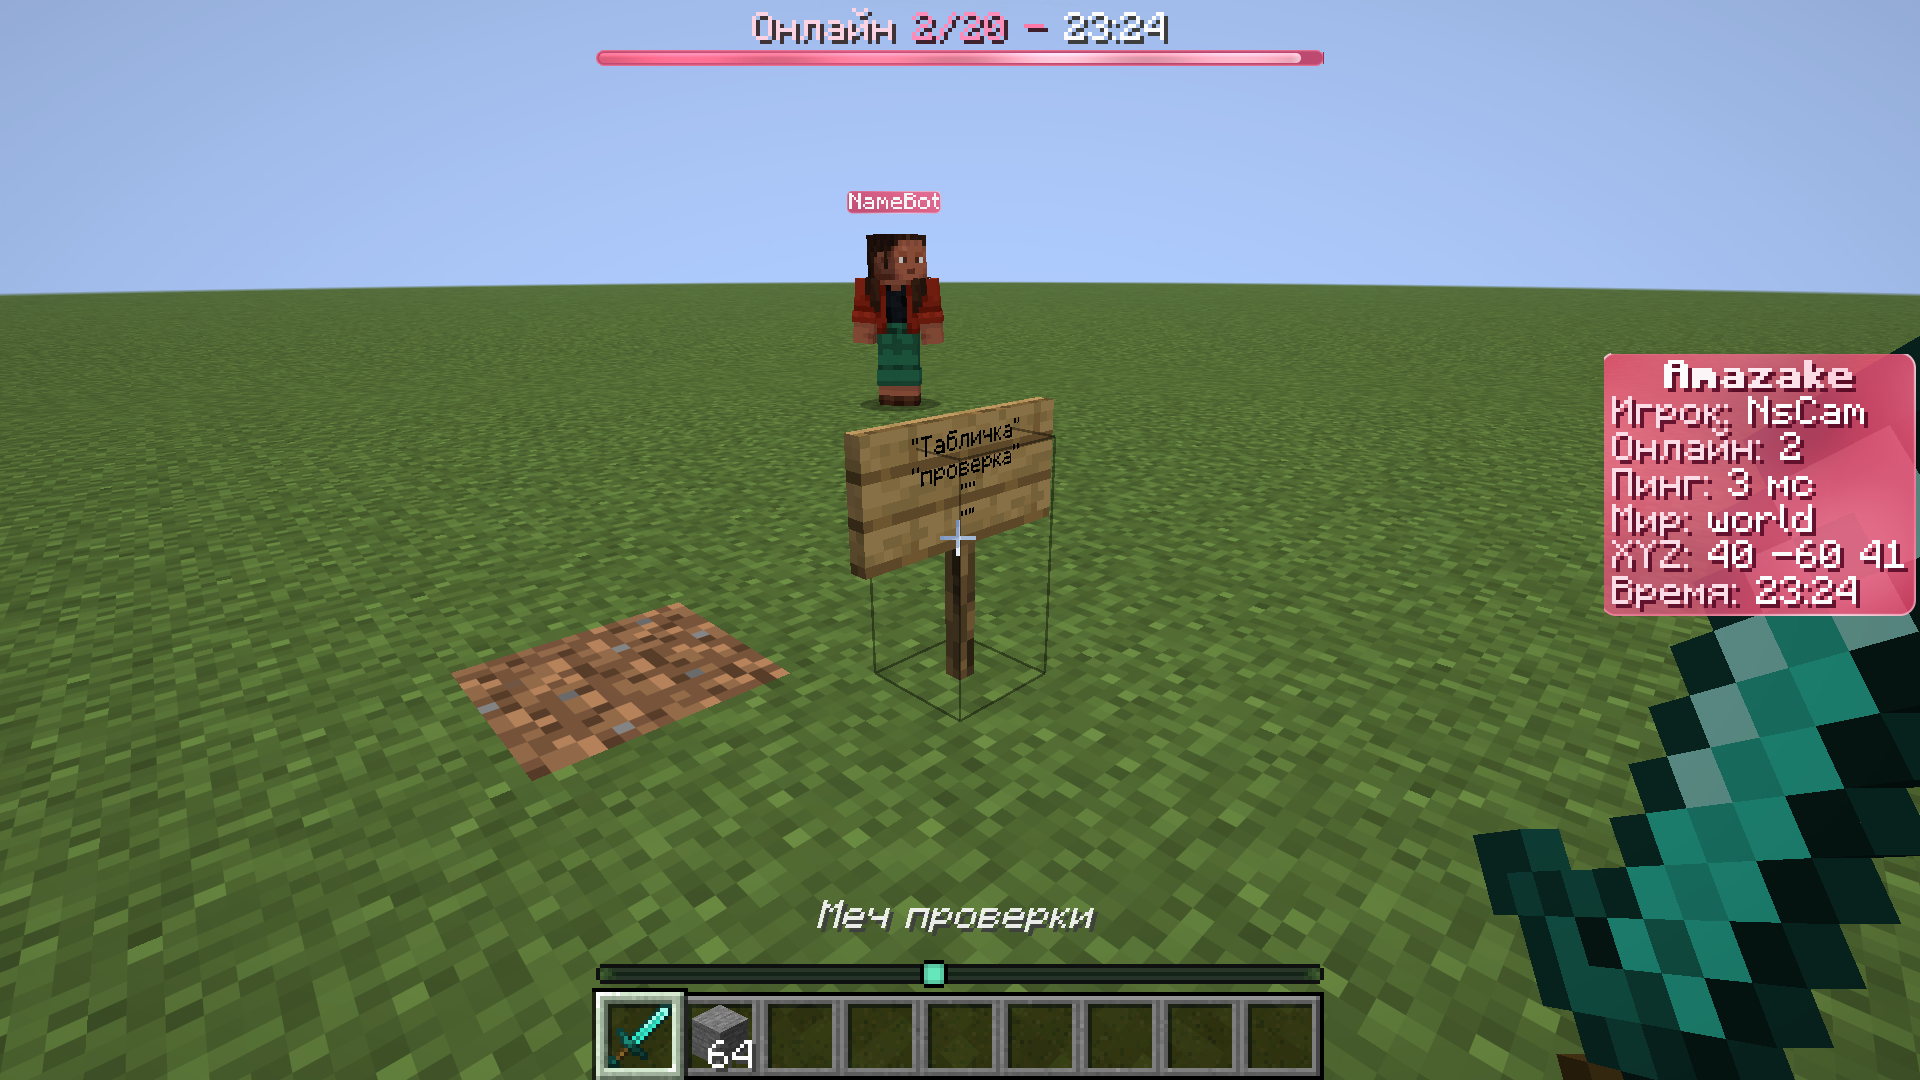 Онлайн 2/20 - 23:24
NameBot
Amazake
Игрок: NsCam
Онлайн: 2
Пинг: 3 мс
Мир: world
XYZ: 40 -60 41
Время: 23:24
"Табличка"
"проверка"
""
""
Меч проверки
64